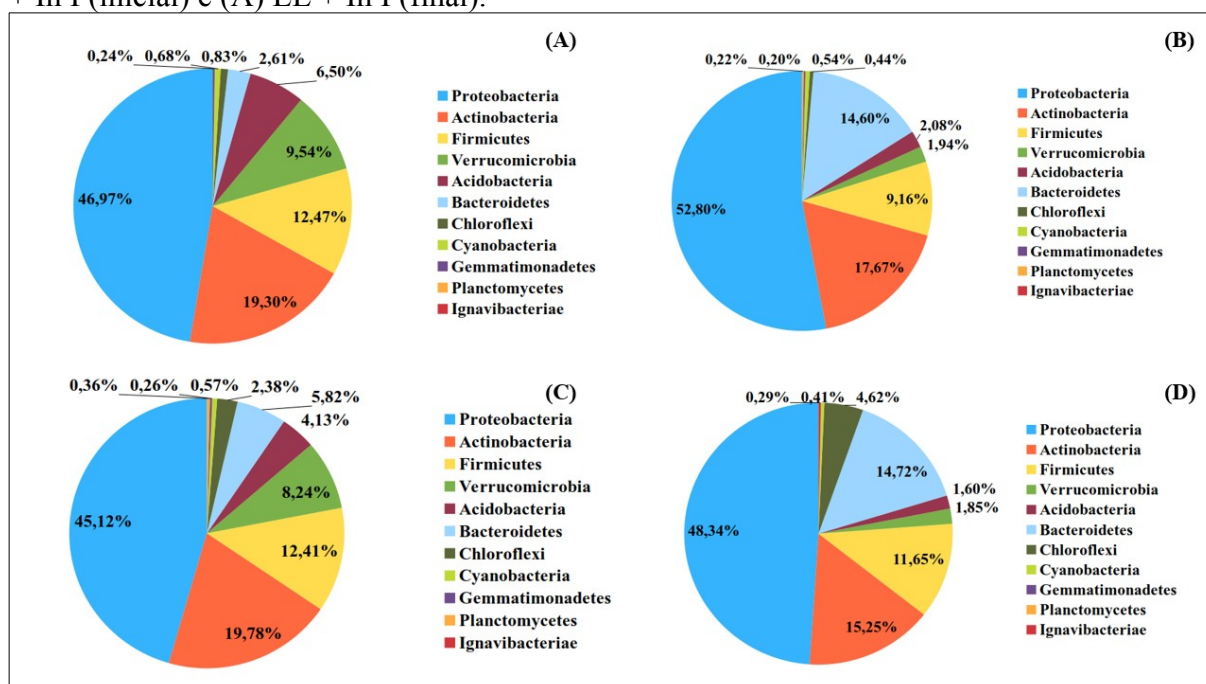 + In I (inicial) e (A) + In I (final).
(A)
0,24% 0,68% 0,83% 2,61%
6,50%
9,54%
12,47%
19,30%
46,97%
Proteobacteria
Actinobacteria
Firmicutes
Verrucomicrobia
Acidobacteria
Bacteroidetes
Chloroflexi
Cyanobacteria
Gemmatimonadetes
Planctomycetes
Ignavibacteriae
(B)
0,22% 0,20% 0,54% 0,44%
14,60%
2,08%
1,94%
9,16%
17,67%
52,80%
Proteobacteria
Actinobacteria
Firmicutes
Verrucomicrobia
Acidobacteria
Bacteroidetes
Chloroflexi
Cyanobacteria
Gemmatimonadetes
Planctomycetes
Ignavibacteriae
(C)
0,36% 0,26% 0,57% 2,38%
5,82%
4,13%
8,24%
12,41%
19,78%
45,12%
Proteobacteria
Actinobacteria
Firmicutes
Verrucomicrobia
Acidobacteria
Bacteroidetes
Chloroflexi
Cyanobacteria
Gemmatimonadetes
Planctomycetes
Ignavibacteriae
(D)
0,29% 0,41% 4,62%
14,72%
1,60%
1,85%
11,65%
15,25%
48,34%
Proteobacteria
Actinobacteria
Firmicutes
Verrucomicrobia
Acidobacteria
Bacteroidetes
Chloroflexi
Cyanobacteria
Gemmatimonadetes
Planctomycetes
Ignavibacteriae